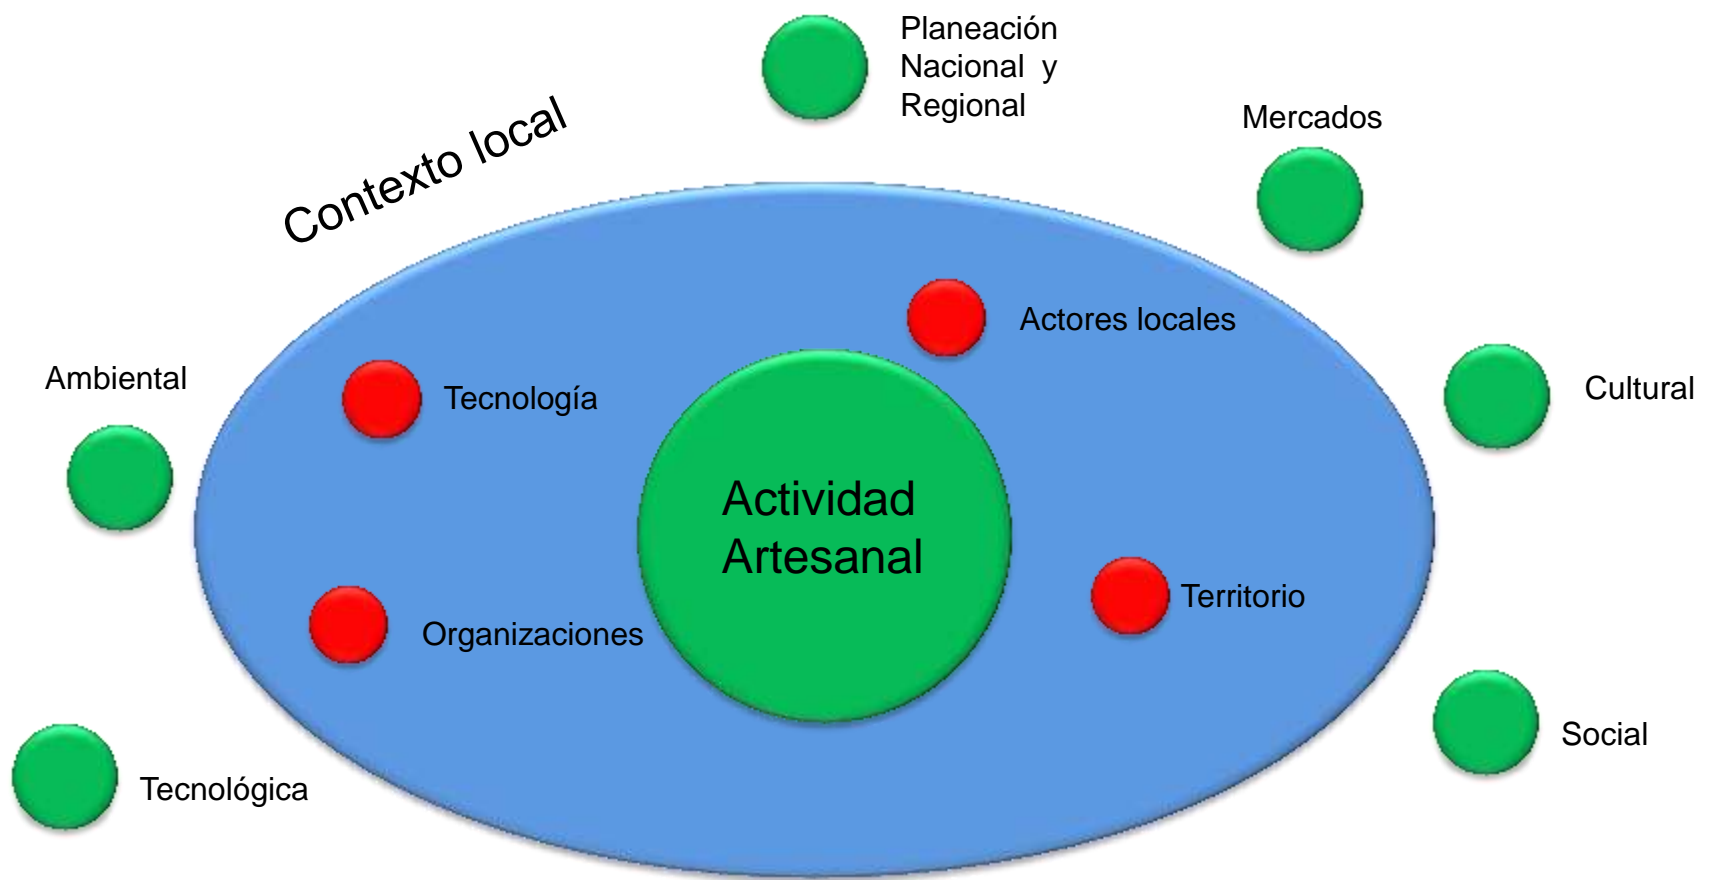 Planeación
Nacional y
Regional
Mercados
Contexto local
Actores locales
Ambiental
Tecnología
Cultural
Actividad
Artesanal
Territorio
Organizaciones
Social
Tecnológica